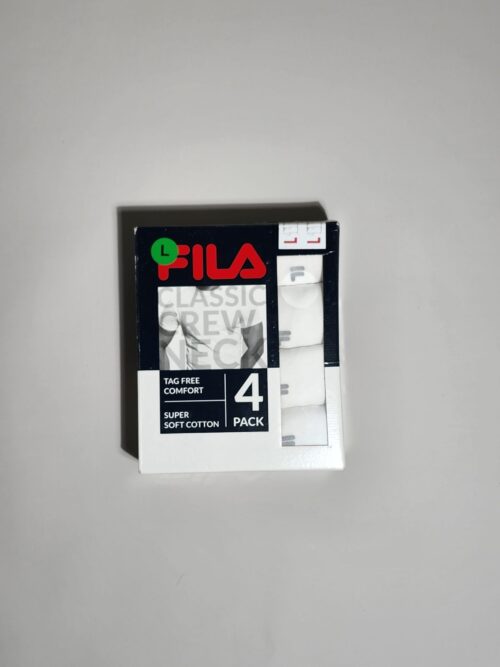 L
FILA
CLASSIC
CREW
NECK
TAG FREE
COMFORT
SUPER
SOFT COTTON
4
PACK
L
L